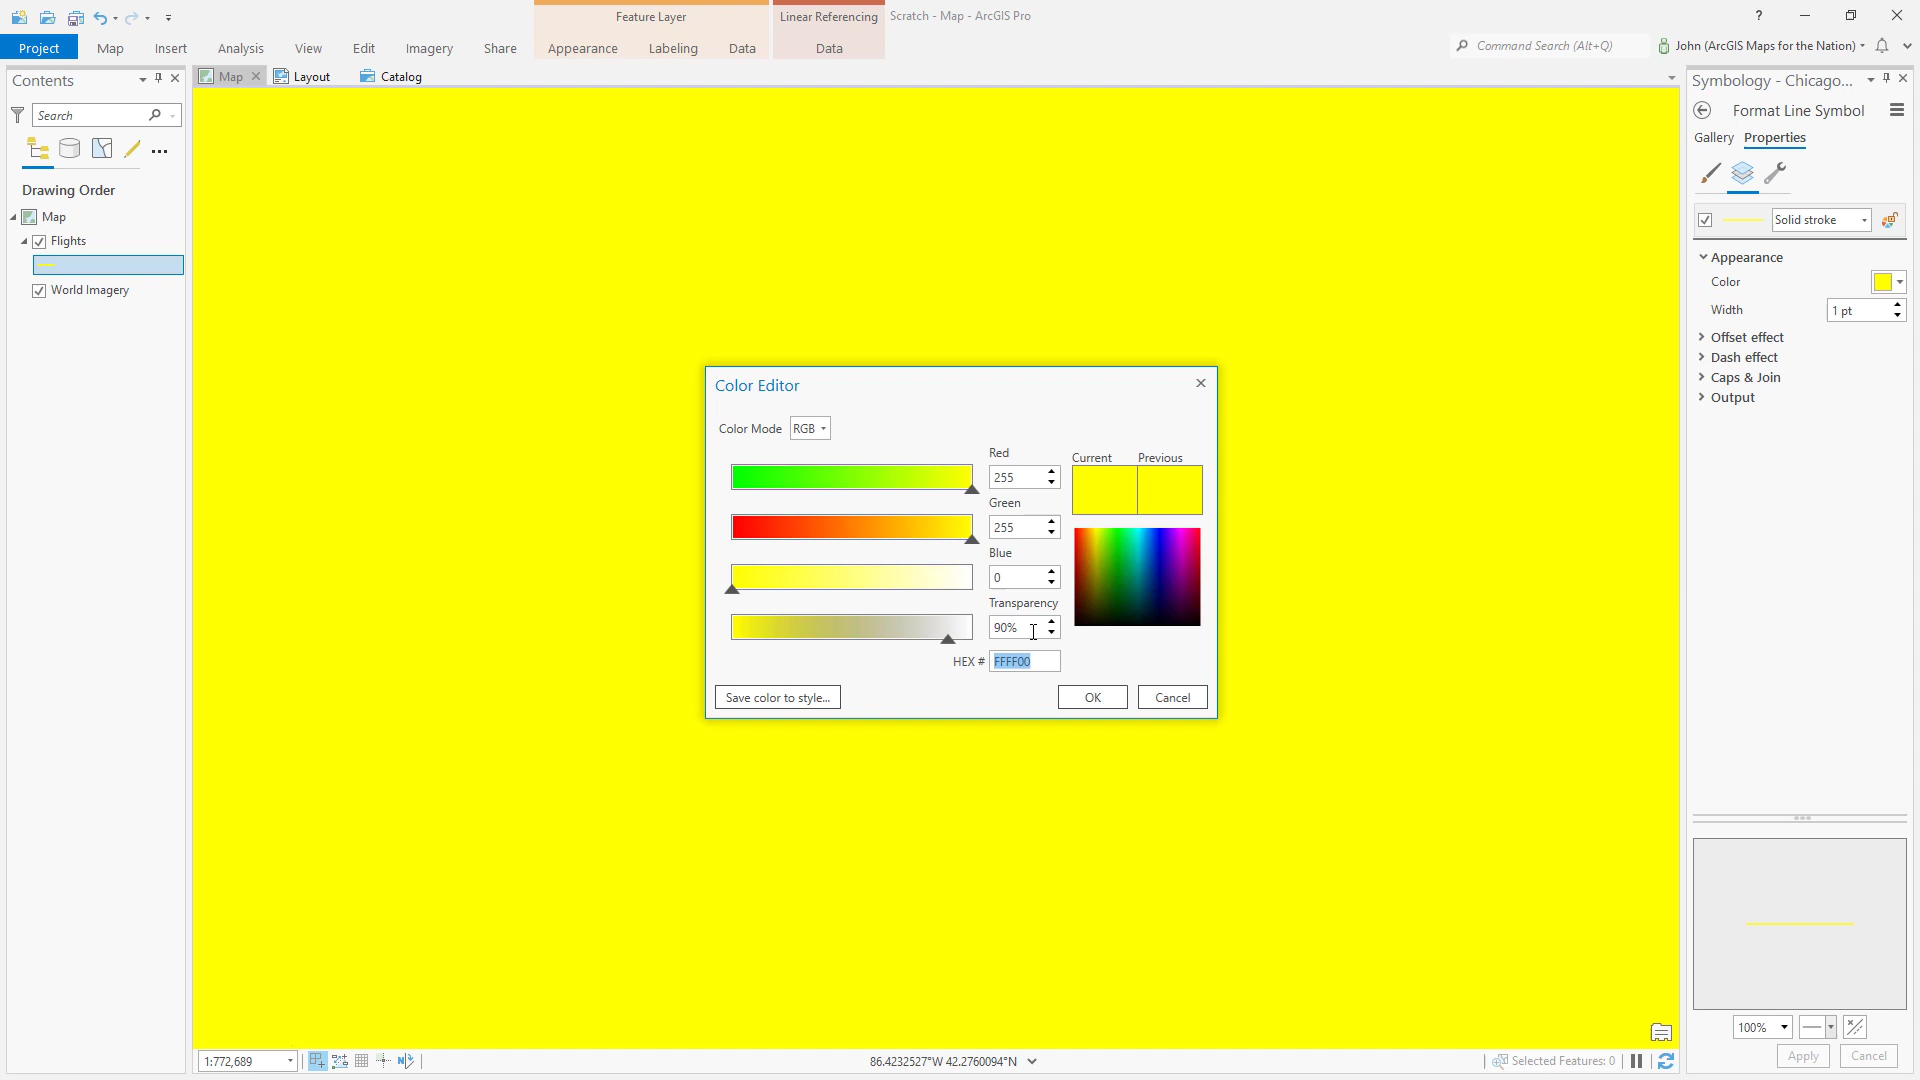 Feature Layer
Linear Referencing
Scratch - Map - ArcGIS Pro
?
Project
Map
Insert
Analysis
View
Edit
Imagery
Share
Appearance
Labeling
Data
Data
Command Search (Alt+Q)
John (ArcGIS Maps for the Nation)
Contents
Search
Drawing Order
Map
Flights
World Imagery
Map
Layout
Catalog
Color Editor
Color Mode
RGB
Red
255
Green
255
Blue
0
Transparency
90%
HEX #
FFFF00
Current
Previous
Save color to style...
OK
Cancel
Symbology - Chicago...
Format Line Symbol
Gallery
Properties
Solid stroke
Appearance
Color
Width
1 pt
Offset effect
Dash effect
Caps & Join
Output
100%
Apply
Cancel
1:772,689
86.4232527°W 42.2760094°N
Selected Features: 0